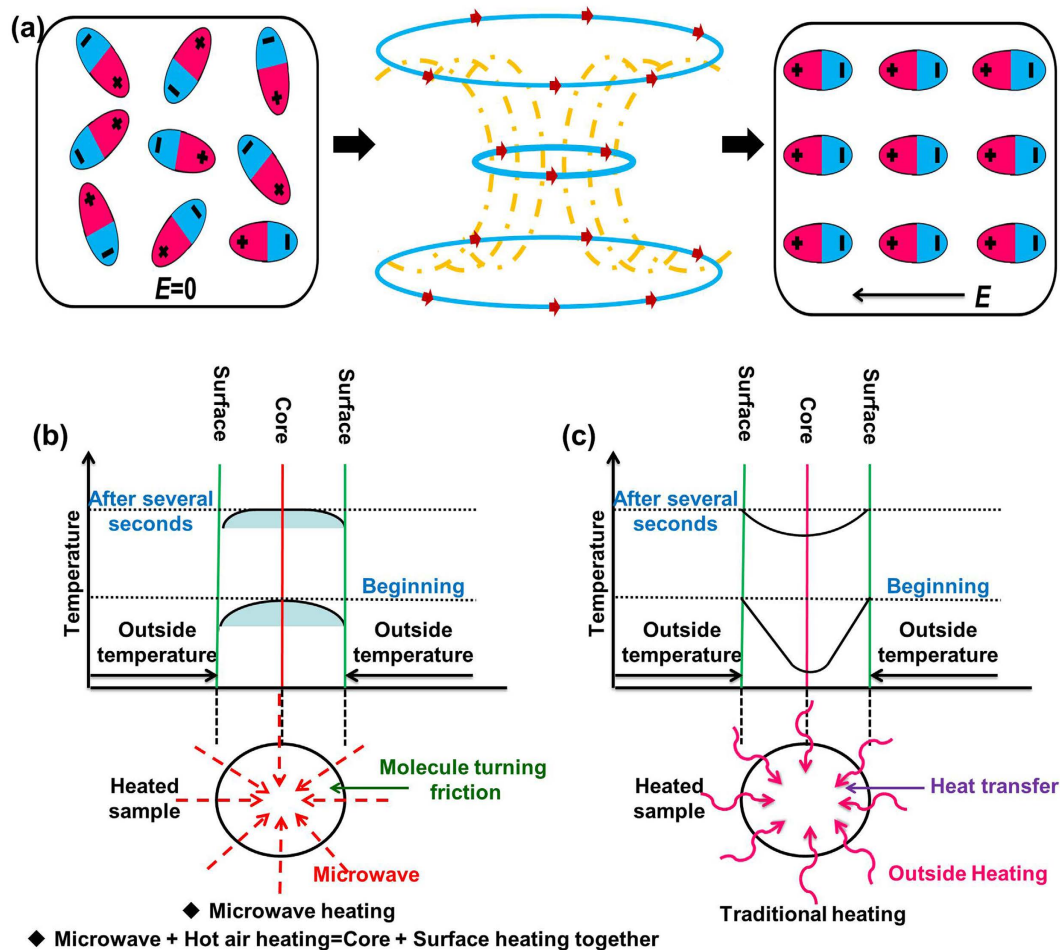 (a)
E=0
E
(b)
Surface
Core
Surface
Temperature
After several
seconds
Beginning
Outside
temperature
Outside
temperature
Heated
sample
Molecule turning
friction
Microwave
◆ Microwave heating
◆ Microwave + Hot air heating=Core + Surface heating together
(c)
Surface
Core
Surface
Temperature
After several
seconds
Beginning
Outside
temperature
Outside
temperature
Heated
sample
Heat transfer
Outside Heating
Traditional heating